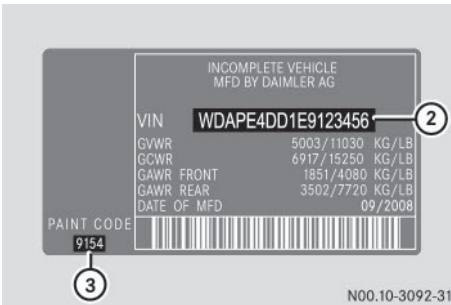 INCOMPLETE VEHICLE
MFD BY DAIMLER AG
VIN WDAPE4DD1E9123456
2
GVWR 5003/11030 KG/LB
GCWR 6917/15250 KG/LB
GAWR FRONT 1851/4080 KG/LB
GAWR REAR 3502/7720 KG/LB
DATE OF MFD 09/2008
PAINT CODE
9154
3
N00.10-3092-31